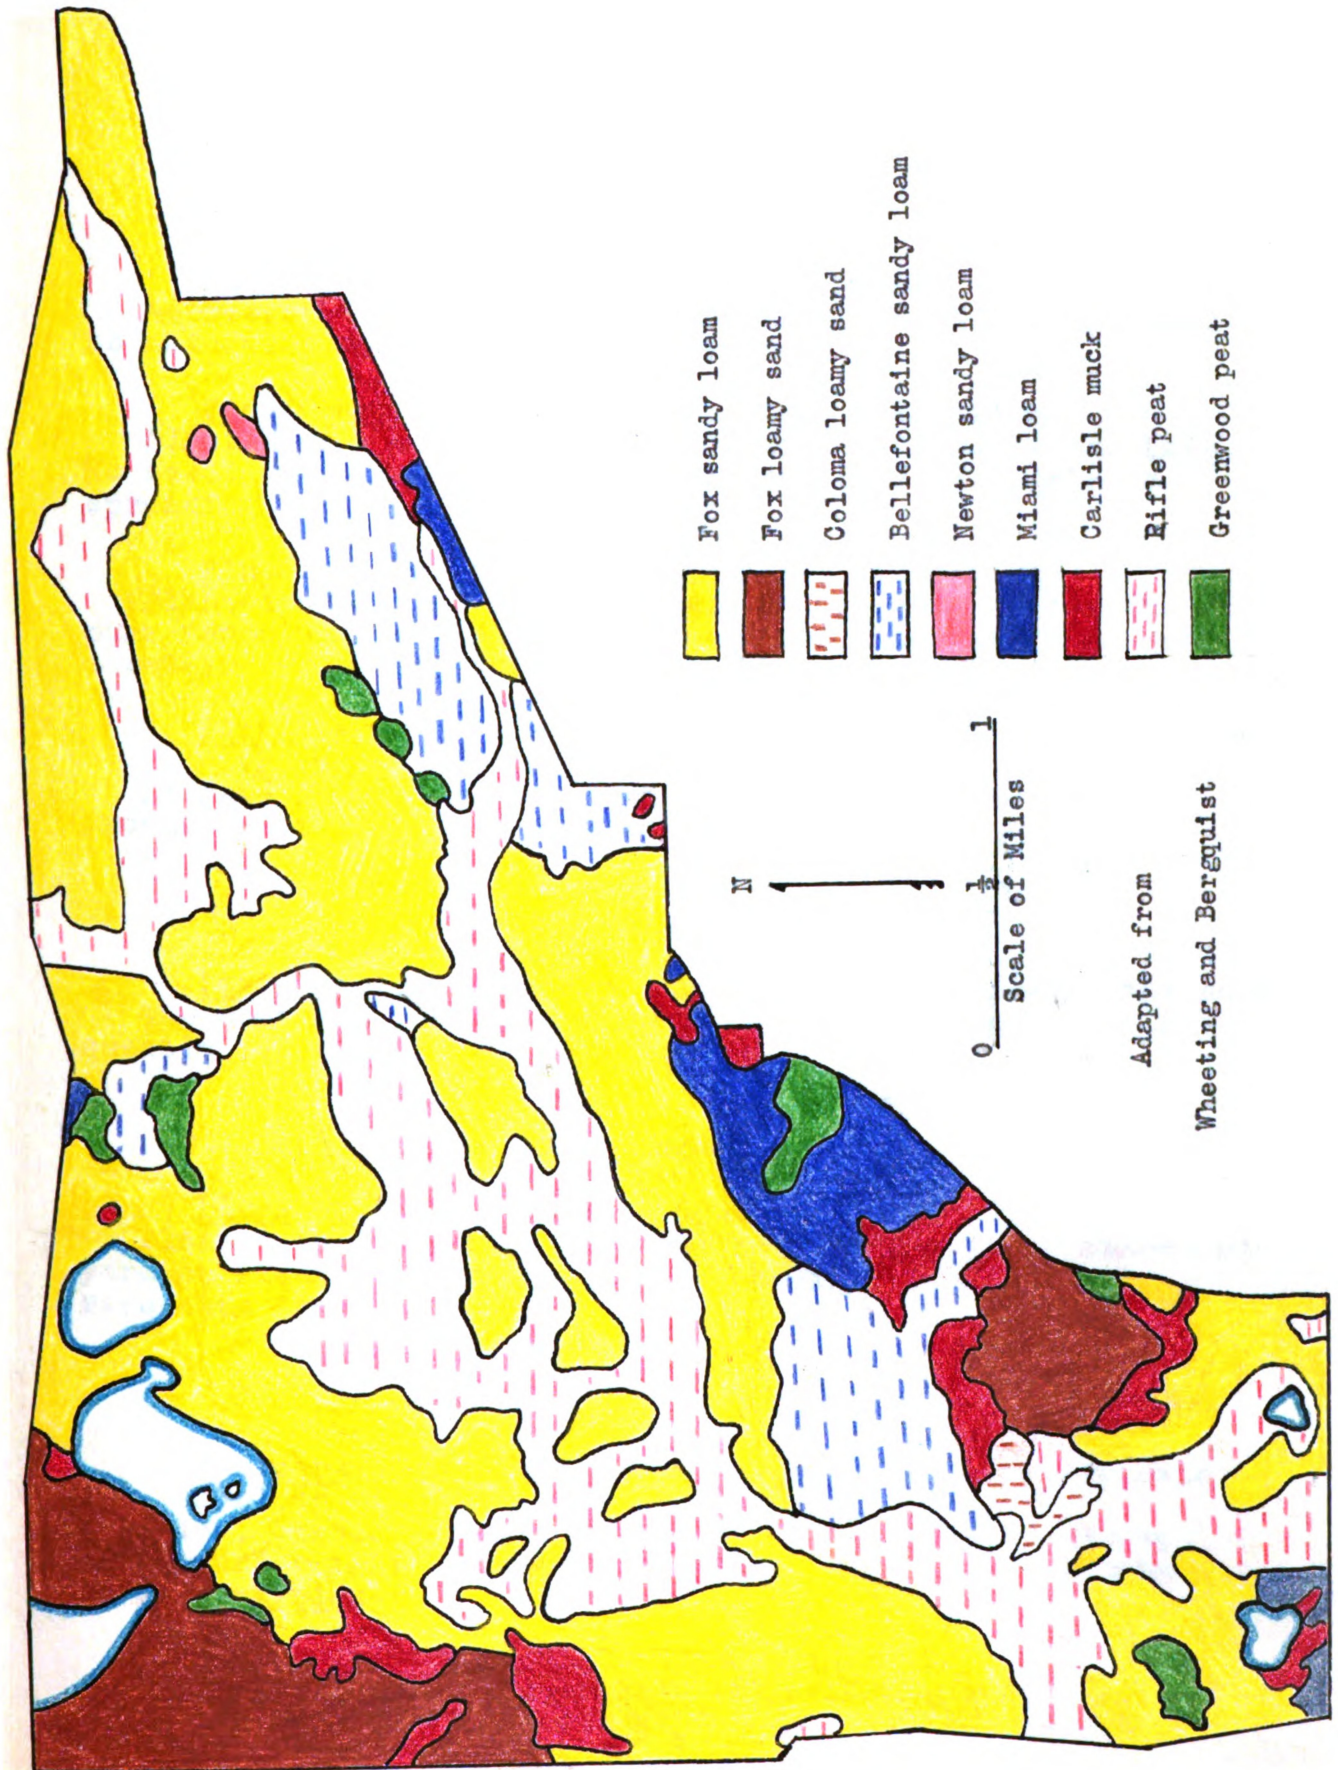 Fox sandy loam
Fox loamy sand
Coloma loamy sand
Bellefontaine sandy loam
Newton sandy loam
Miami loam
Carlisle muck
Rifle peat
Greenwood peat
N
0 ½ 1
Scale of Miles
Adapted from
Wheeting and Bergquist